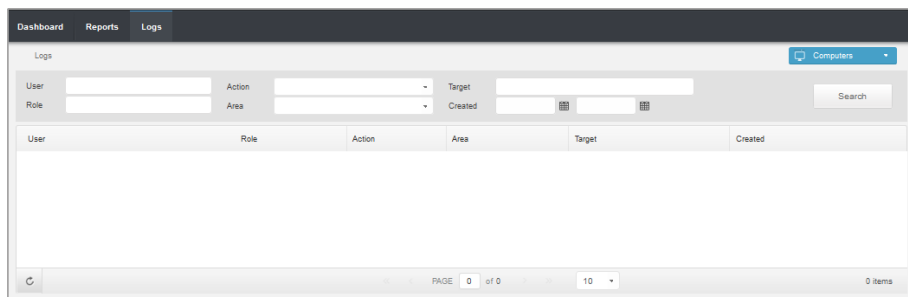 Dashboard Reports Logs
Logs Computers
User Action Target Search
Role Area Created
User Role Action Area Target Created
PAGE 0 of 0 10 0 items